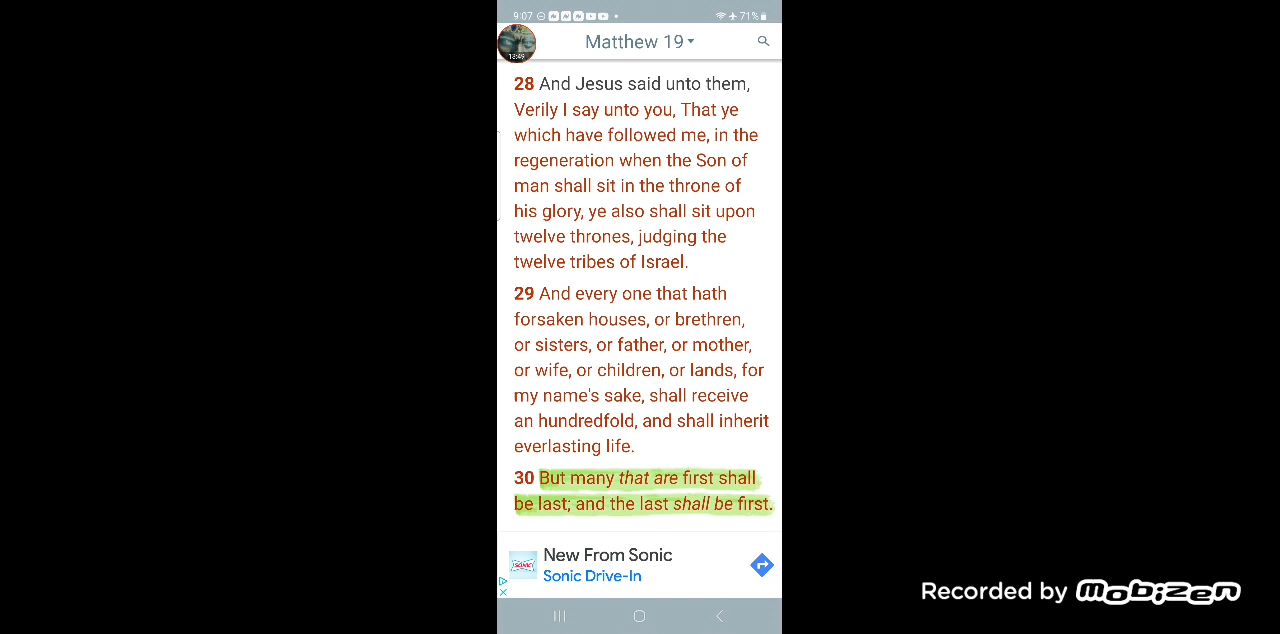 9:07 71%
Matthew 19
13:49
28 And Jesus said unto them,
Verily I say unto you, That ye
which have followed me, in the
regeneration when the Son of
man shall sit in the throne of
his glory, ye also shall sit upon
twelve thrones, judging the
twelve tribes of Israel.
29 And every one that hath
forsaken houses, or brethren,
or sisters, or father, or mother,
or wife, or children, or lands, for
my name's sake, shall receive
an hundredfold, and shall inherit
everlasting life.
30 But many that are first shall
be last; and the last shall be first.
SONIC
New From Sonic
Sonic Drive-In
Recorded by mobizen